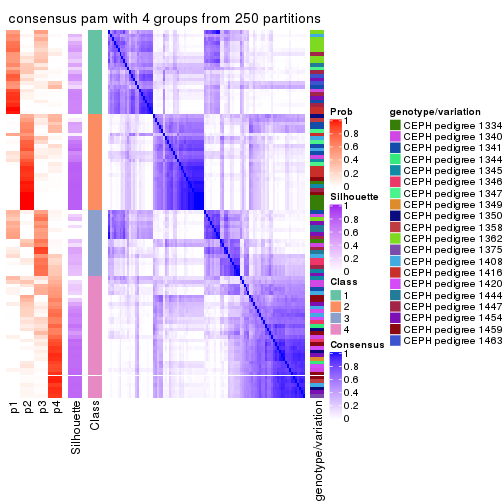 consensus pam with 4 groups from 250 partitions
Prob
1
0.8
0.6
0.4
0.2
0
Silhouette
1
0.8
0.6
0.4
0.2
0
Class
1
2
3
4
Consensus
1
0.8
0.6
0.4
0.2
0
genotype/variation
CEPH pedigree 1334
CEPH pedigree 1340
CEPH pedigree 1341
CEPH pedigree 1344
CEPH pedigree 1345
CEPH pedigree 1346
CEPH pedigree 1347
CEPH pedigree 1349
CEPH pedigree 1350
CEPH pedigree 1358
CEPH pedigree 1362
CEPH pedigree 1375
CEPH pedigree 1408
CEPH pedigree 1416
CEPH pedigree 1420
CEPH pedigree 1444
CEPH pedigree 1447
CEPH pedigree 1454
CEPH pedigree 1459
CEPH pedigree 1463
p1
p2
p3
p4
Silhouette
Class
genotype/variation